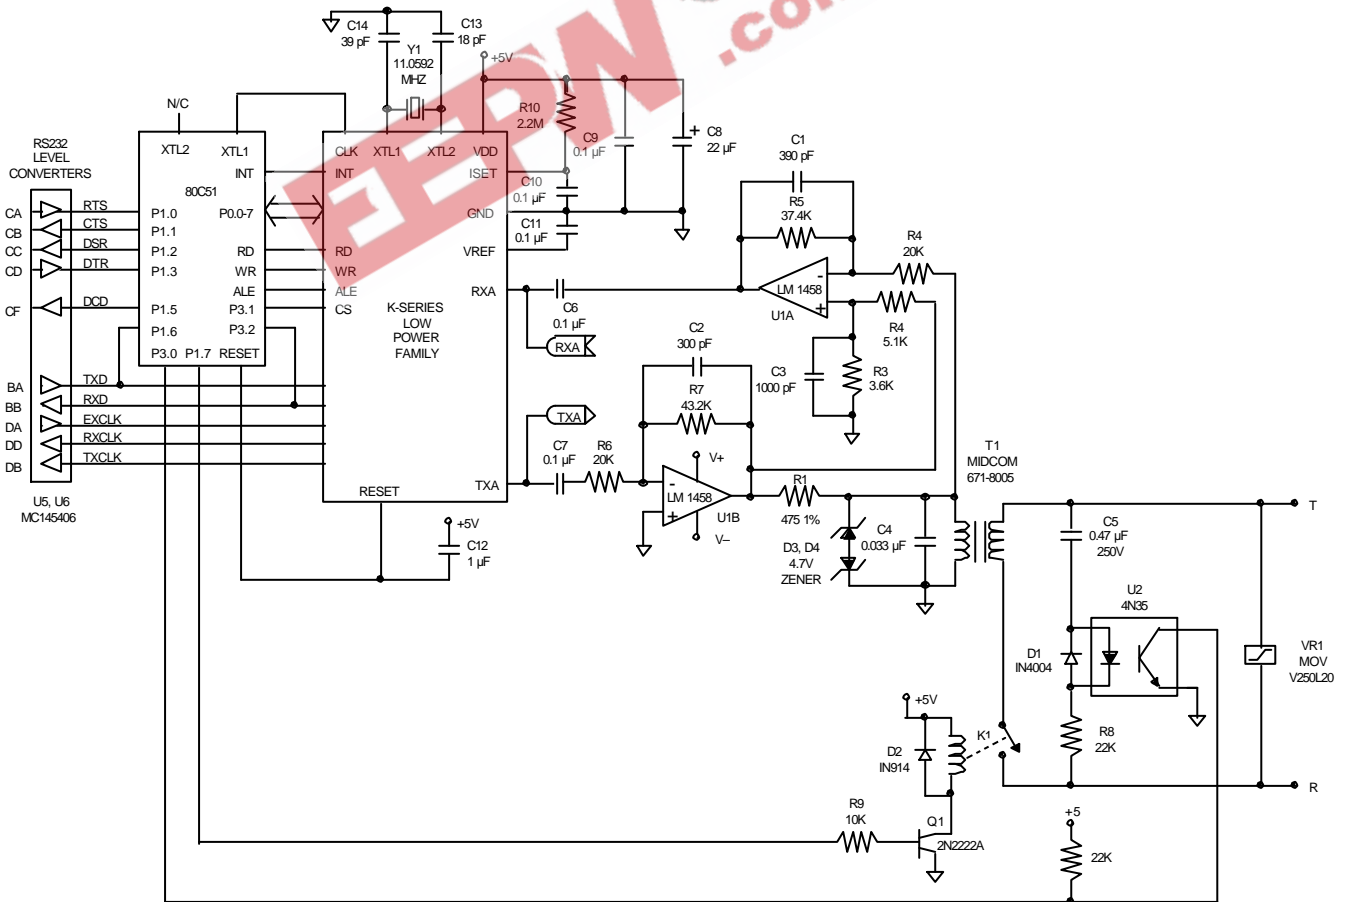 C14
39 pF
C13
18 pF
Y1
11.0592
MHZ
+5V
N/C
R10
2.2M
C9
0.1 µF
+
C8
22 µF
C1
390 pF
RS232
LEVEL
CONVERTERS
XTL2
XTL1
CLK
XTL1
XTL2
VDD
INT
INT
ISET
80C51
C10
0.1 µF
R5
37.4K
CA
RTS
P1.0
P0.0-7
GND
CB
CTS
P1.1
C11
0.1 µF
R4
20K
CC
DSR
P1.2
RD
RD
VREF
CD
DTR
P1.3
WR
WR
-
LM 1458
+
U1A
ALE
ALE
RXA
CF
DCD
P1.5
P3.1
CS
K-SERIES
LOW
POWER
FAMILY
C6
0.1 µF
R4
5.1K
P1.6
P3.2
C2
300 pF
RXA
P3.0
P1.7
RESET
C3
1000 pF
R3
3.6K
BA
TXD
R7
43.2K
BB
RXD
TXA
DA
EXCLK
DD
RXCLK
DB
TXCLK
C7
0.1 µF
R6
20K
V+
T1
MIDCOM
671-8005
RESET
TXA
-
LM 1458
+
U1B
V–
R1
475 1%
T
U5, U6
MC145406
+5V
C12
1 µF
D3, D4
4.7V
ZENER
C4
0.033 µF
C5
0.47 µF
250V
U2
4N35
D1
IN4004
VR1
MOV
V250L20
+5V
K1
R8
22K
D2
IN914
R
R9
10K
Q1
2N2222A
+5
22K
EEPW
.com